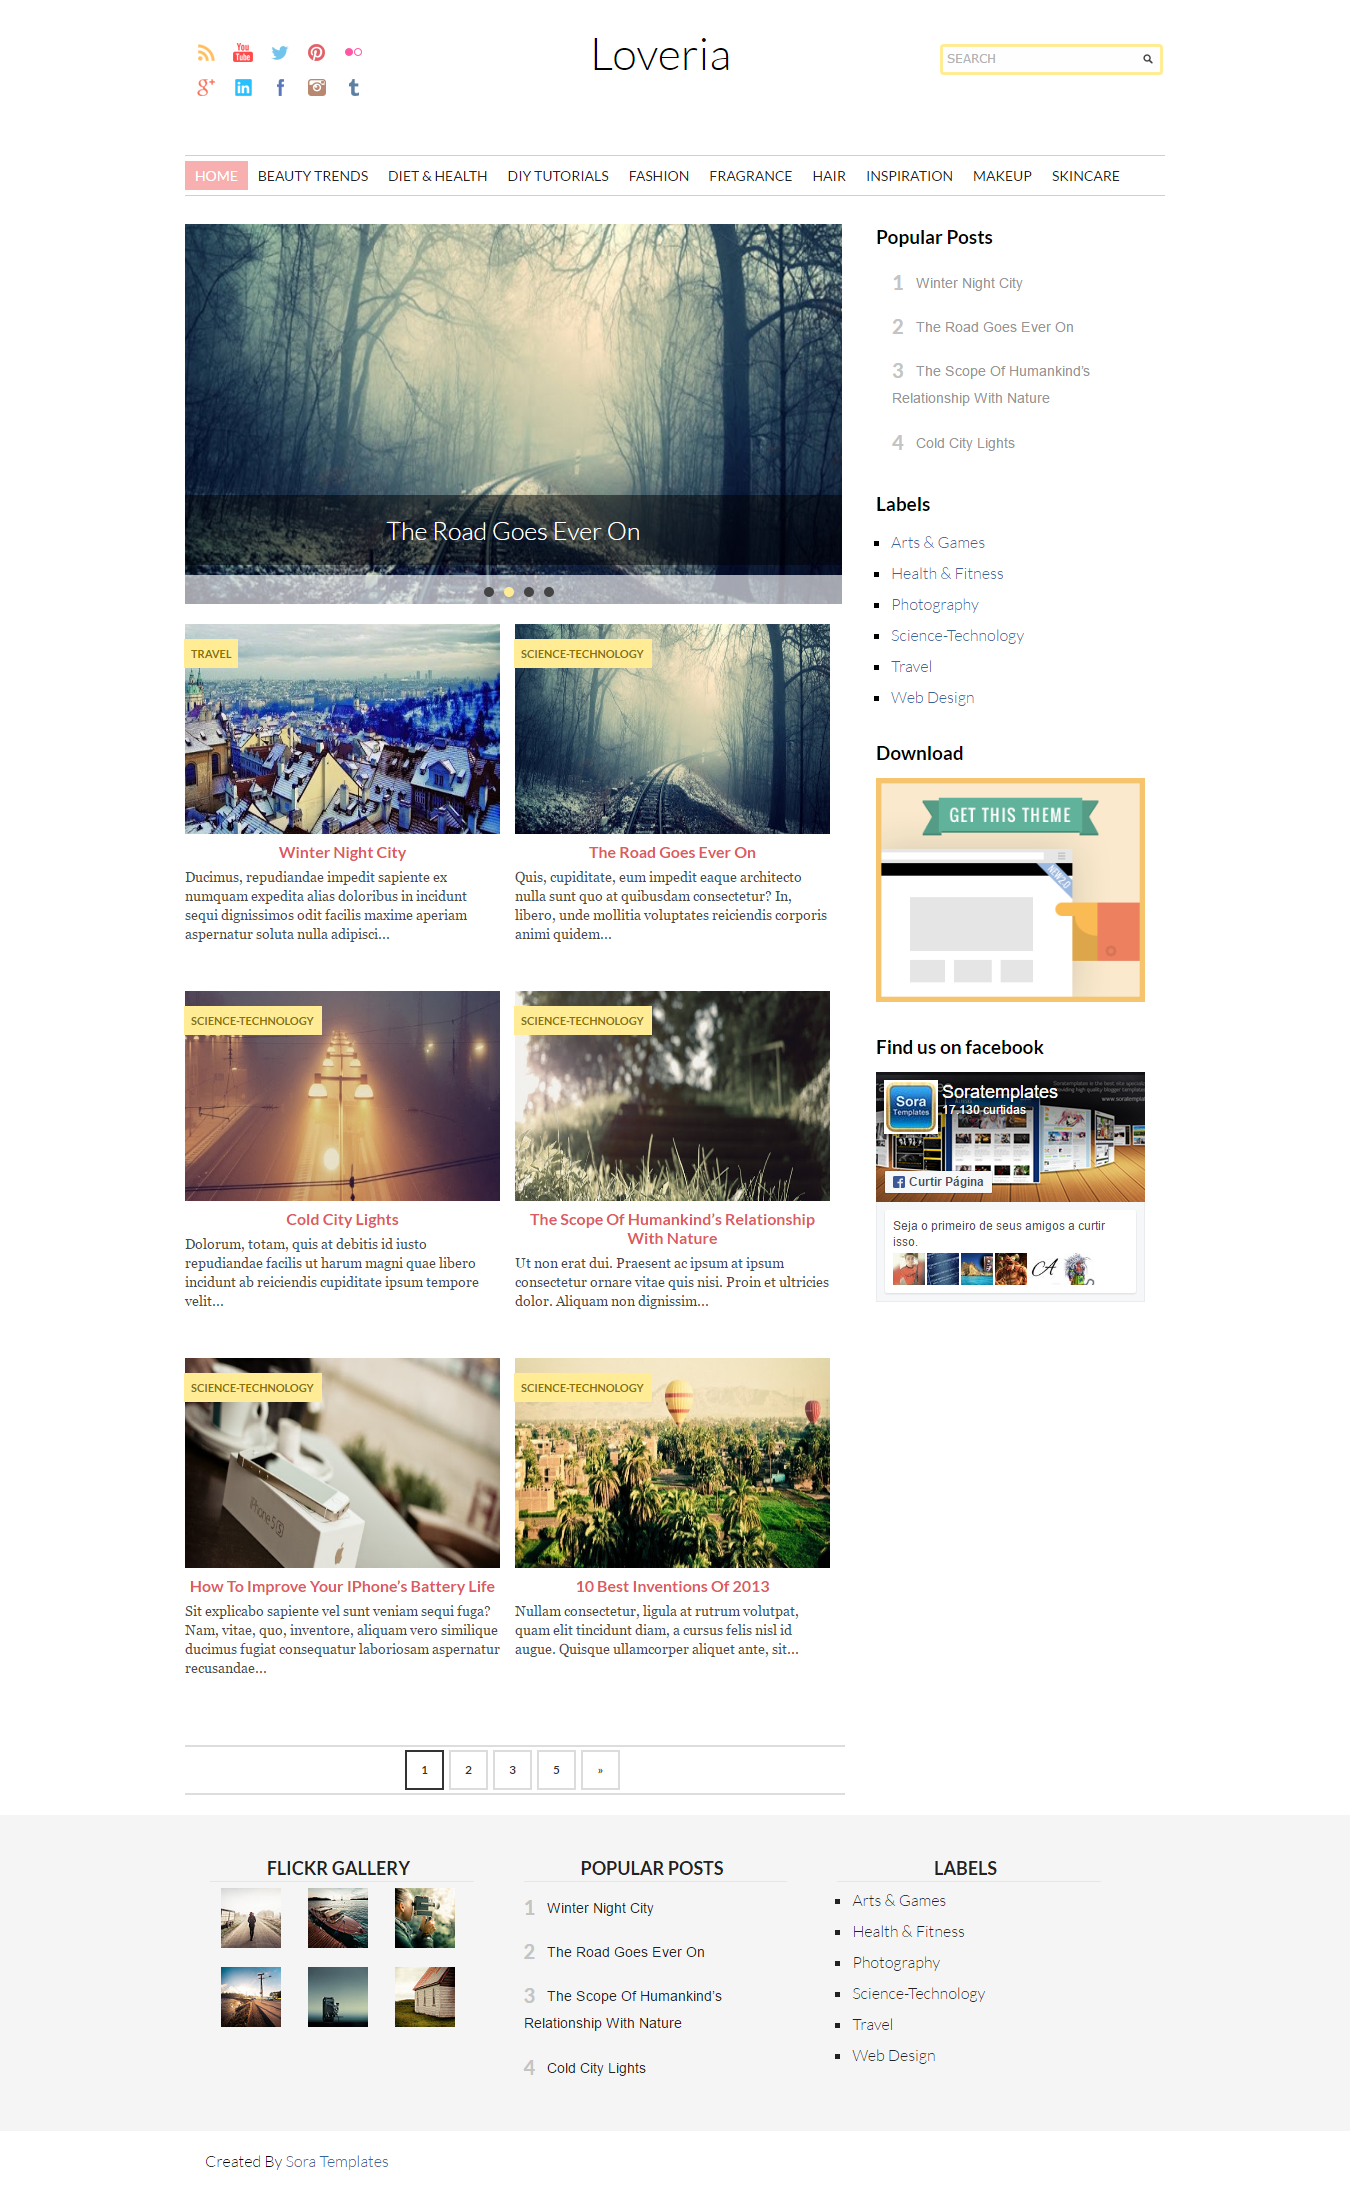 Loveria
SEARCH
You
Tube
HOME BEAUTY TRENDS DIET & HEALTH DIY TUTORIALS FASHION FRAGRANCE HAIR INSPIRATION MAKEUP SKINCARE
The Road Goes Ever On
Popular Posts
1 Winter Night City
2 The Road Goes Ever On
3 The Scope Of Humankind's
Relationship With Nature
4 Cold City Lights
Labels
Arts & Games
Health & Fitness
Photography
Science-Technology
Travel
Web Design
Download
GET THIS THEME
Find us on facebook
Sora
Templates
Soratemplates
17.130 curtidas
Curtir Página
Seja o primeiro de seus amigos a curtir
isso.
TRAVEL
Winter Night City
Ducimus, repudiandae impedit sapiente ex
numquam expedita alias doloribus in incidunt
sequi dignissimos odit facilis maxime aperiam
aspernatur soluta nulla adipisci...
SCIENCE-TECHNOLOGY
The Road Goes Ever On
Quis, cupiditate, eum impedit eaque architecto
nulla sunt quo at quibusdam consectetur? In,
libero, unde mollitia voluptates reiciendis corporis
animi quidem...
SCIENCE-TECHNOLOGY
Cold City Lights
Dolorum, totam, quis at debitis id iusto
repudiandae facilis ut harum magni quae libero
incidunt ab reiciendis cupiditate ipsum tempore
velit...
SCIENCE-TECHNOLOGY
The Scope Of Humankind's Relationship
With Nature
Ut non erat dui. Praesent ac ipsum at ipsum
consectetur ornare vitae quis nisi. Proin et ultricies
dolor. Aliquam non dignissim...
SCIENCE-TECHNOLOGY
iPhone 5s
How To Improve Your IPhone's Battery Life
Sit explicabo sapiente vel sunt veniam sequi fuga?
Nam, vitae, quo, inventore, aliquam vero similique
ducimus fugiat consequatur laboriosam aspernatur
recusandae...
SCIENCE-TECHNOLOGY
10 Best Inventions Of 2013
Nullam consectetur, ligula at rutrum volutpat,
quam elit tincidunt diam, a cursus felis nisl id
augue. Quisque ullamcorper aliquet ante, sit...
1 2 3 5 »
FLICKR GALLERY
POPULAR POSTS
1 Winter Night City
2 The Road Goes Ever On
3 The Scope Of Humankind's
Relationship With Nature
4 Cold City Lights
LABELS
Arts & Games
Health & Fitness
Photography
Science-Technology
Travel
Web Design
Created By Sora Templates